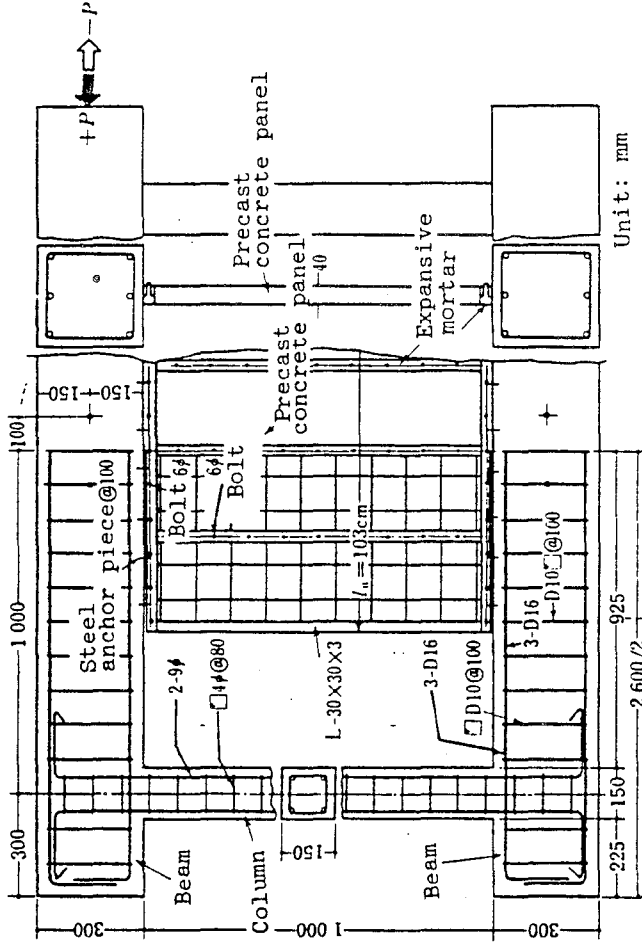 +P
-P
Precast
concrete panel
40
Precast
concrete panel
Expansive
mortar
Unit: mm
300
1 000
100
150
150
Steel
anchor piece@100
Bolt 6φ
6φ
Bolt
2-9φ
4φ@80
L-30×30×3
103cm
3-D16
D10 @100
3-D16
D10 @100
Beam
Column
150
Beam
300
1 000
300
225
150
925
2 600/2